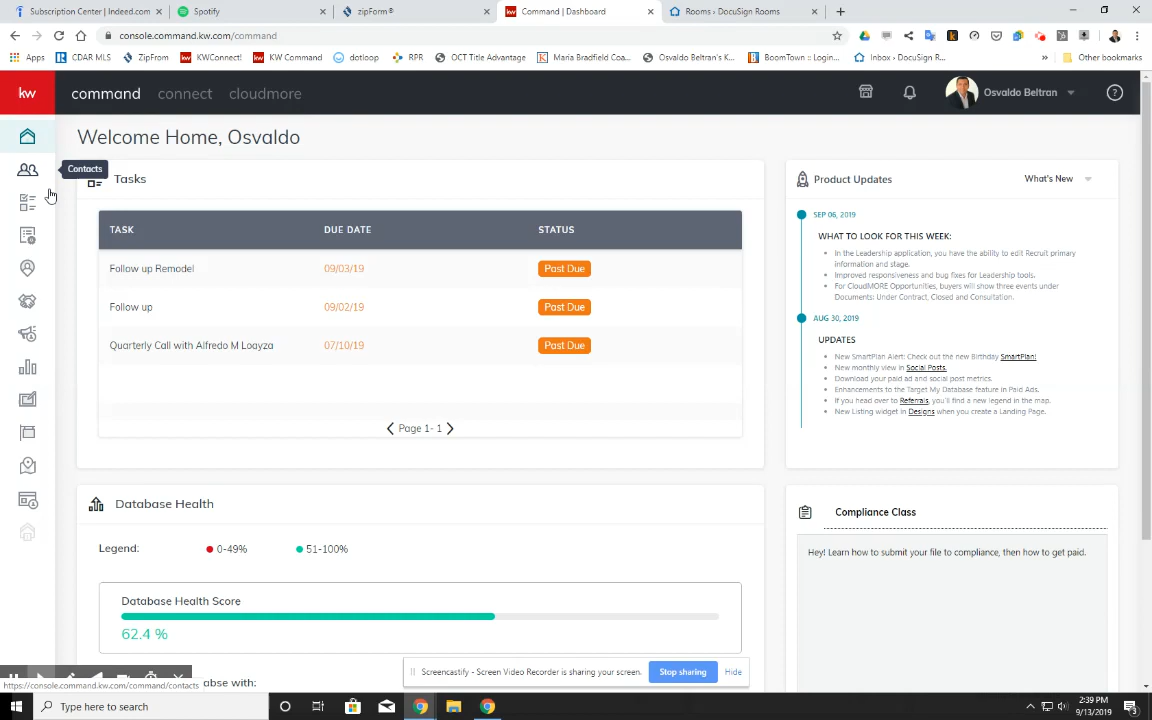 Subscription Center | Indeed.com
Spotify
zipForm®
Command | Dashboard
Rooms › DocuSign Rooms
console.command.kw.com/command
Apps
CDAR MLS
ZipFrom
KWConnect!
KW Command
dotloop
RPR
OCT Title Advantage
Maria Bradfield Coa...
Osvaldo Beltran's K...
BoomTown :: Login...
Inbox › DocuSign R...
Other bookmarks
kw
command
connect
cloudmore
Osvaldo Beltran
Welcome Home, Osvaldo
Contacts
Tasks
TASK DUE DATE STATUS
Follow up Remodel 09/03/19 Past Due
Follow up 09/02/19 Past Due
Quarterly Call with Alfredo M Loayza 07/10/19 Past Due
Page 1- 1
Product Updates
What's New
SEP 06, 2019
WHAT TO LOOK FOR THIS WEEK:
In the Leadership application, you have the ability to edit Recruit primary
information and stage.
Improved responsiveness and bug fixes for Leadership tools.
For CloudMORE Opportunities, buyers will show three events under
Documents: Under Contract, Closed and Consultation.
AUG 30, 2019
UPDATES
New SmartPlan Alert: Check out the new Birthday SmartPlan!
New monthly view in Social Posts.
Download your paid ad and social post metrics.
Enhancements to the Target My Database feature in Paid Ads.
If you head over to Referrals, you'll find a new legend in the map.
New Listing widget in Designs when you create a Landing Page.
Database Health
Legend: 0-49% 51-100%
Database Health Score
62.4 %
abse with:
Compliance Class
Hey! Learn how to submit your file to compliance, then how to get paid.
Screencastify - Screen Video Recorder is sharing your screen.
Stop sharing
Hide
https://console.command.kw.com/command/contacts
Type here to search
2:39 PM
9/13/2019
3